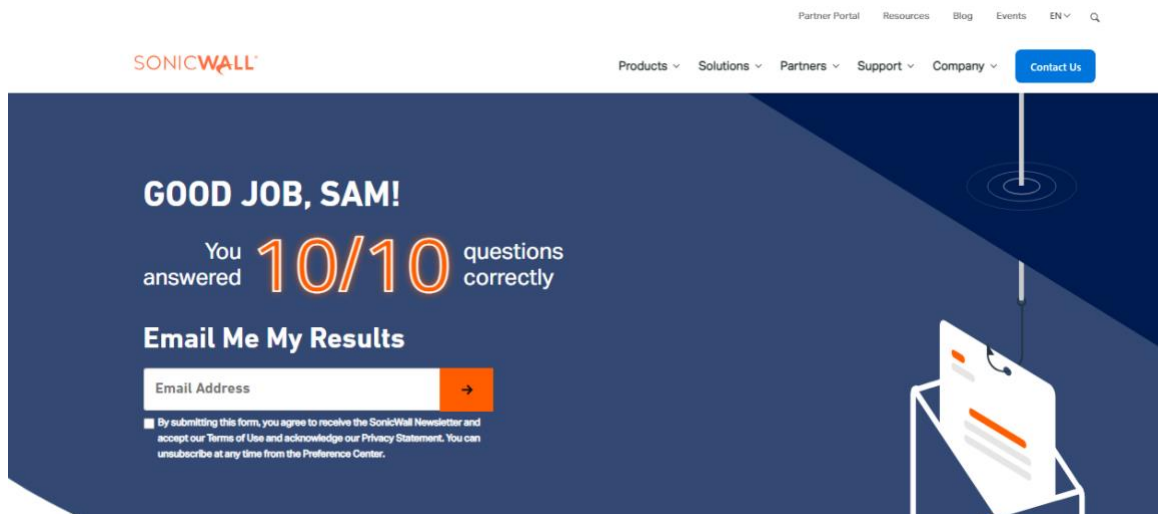 Partner Portal Resources Blog Events EN
SONICWALL
Products Solutions Partners Support Company Contact Us
GOOD JOB, SAM!
You answered 10/10 questions correctly
Email Me My Results
Email Address
By submitting this form, you agree to receive the SonicWall Newsletter and
accept our Terms of Use and acknowledge our Privacy Statement. You can
unsubscribe at any time from the Preference Center.